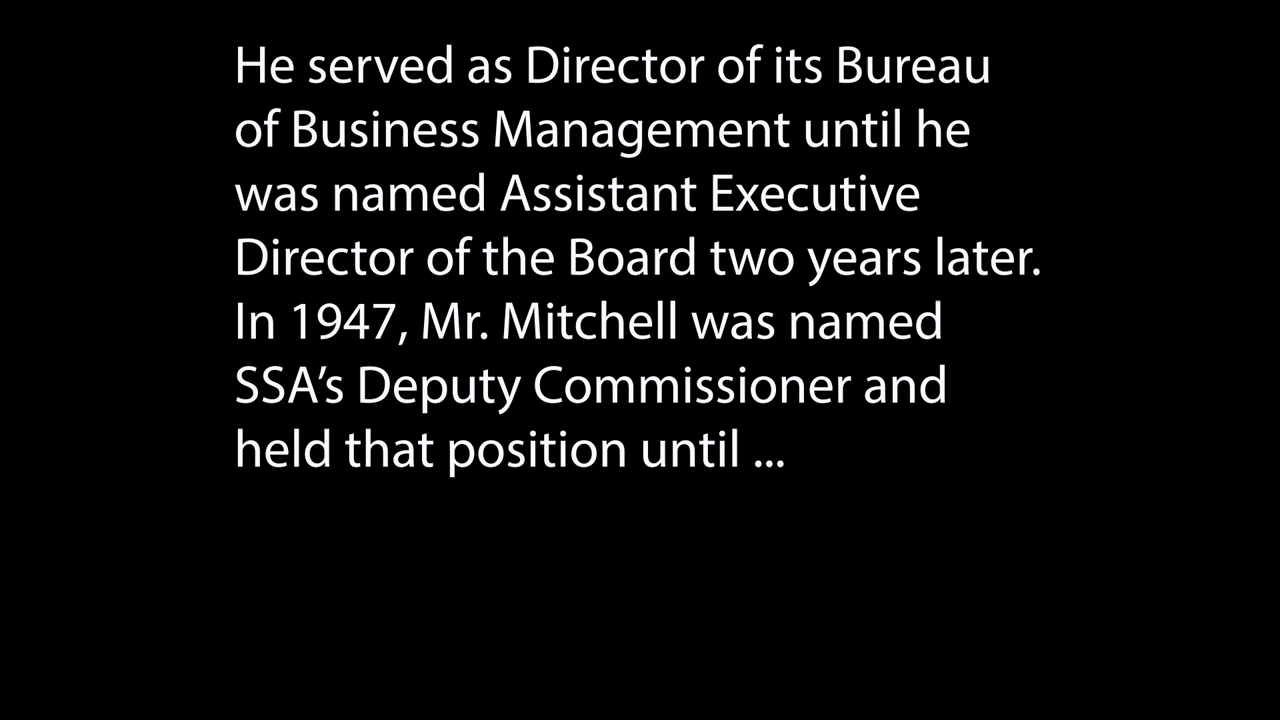 He served as Director of its Bureau
of Business Management until he
was named Assistant Executive
Director of the Board two years later.
In 1947, Mr. Mitchell was named
SSA’s Deputy Commissioner and
held that position until ...